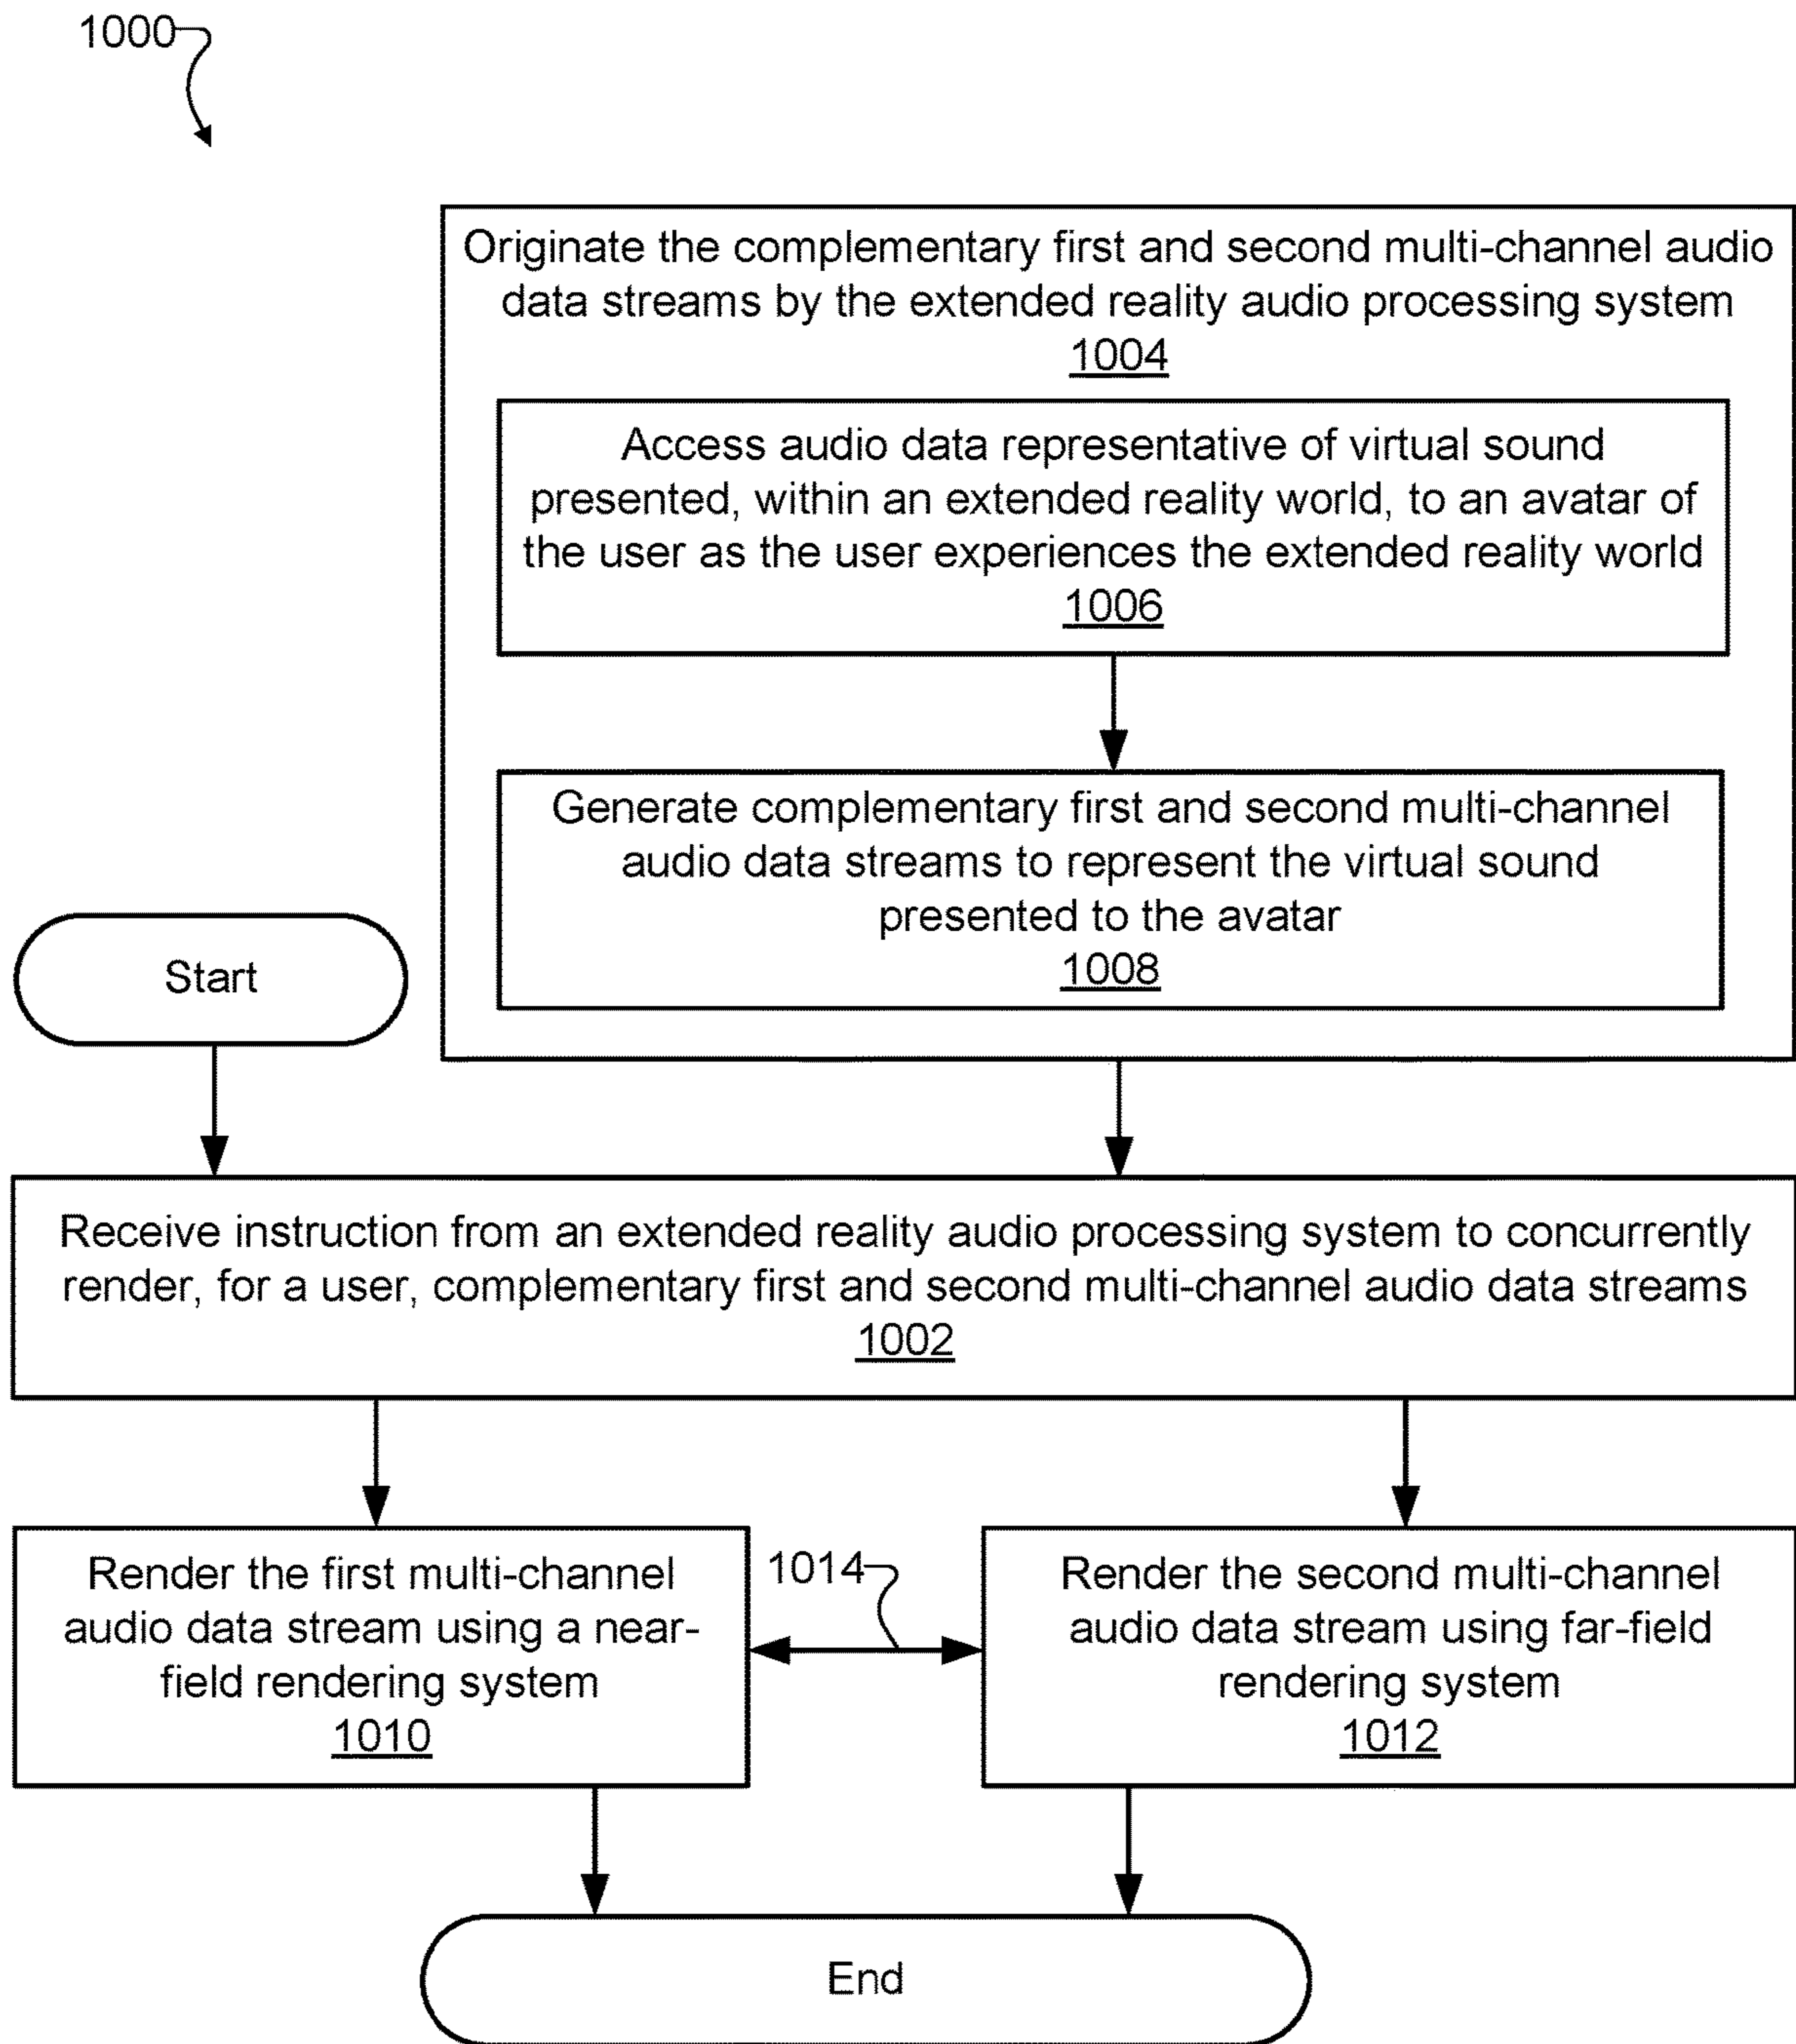 1000
Originate the complementary first and second multi-channel audio
data streams by the extended reality audio processing system
1004
Access audio data representative of virtual sound
presented, within an extended reality world, to an avatar of
the user as the user experiences the extended reality world
1006
Generate complementary first and second multi-channel
audio data streams to represent the virtual sound
presented to the avatar
1008
Start
Receive instruction from an extended reality audio processing system to concurrently
render, for a user, complementary first and second multi-channel audio data streams
1002
Render the first multi-channel
audio data stream using a near-
field rendering system
1010
1014
Render the second multi-channel
audio data stream using far-field
rendering system
1012
End